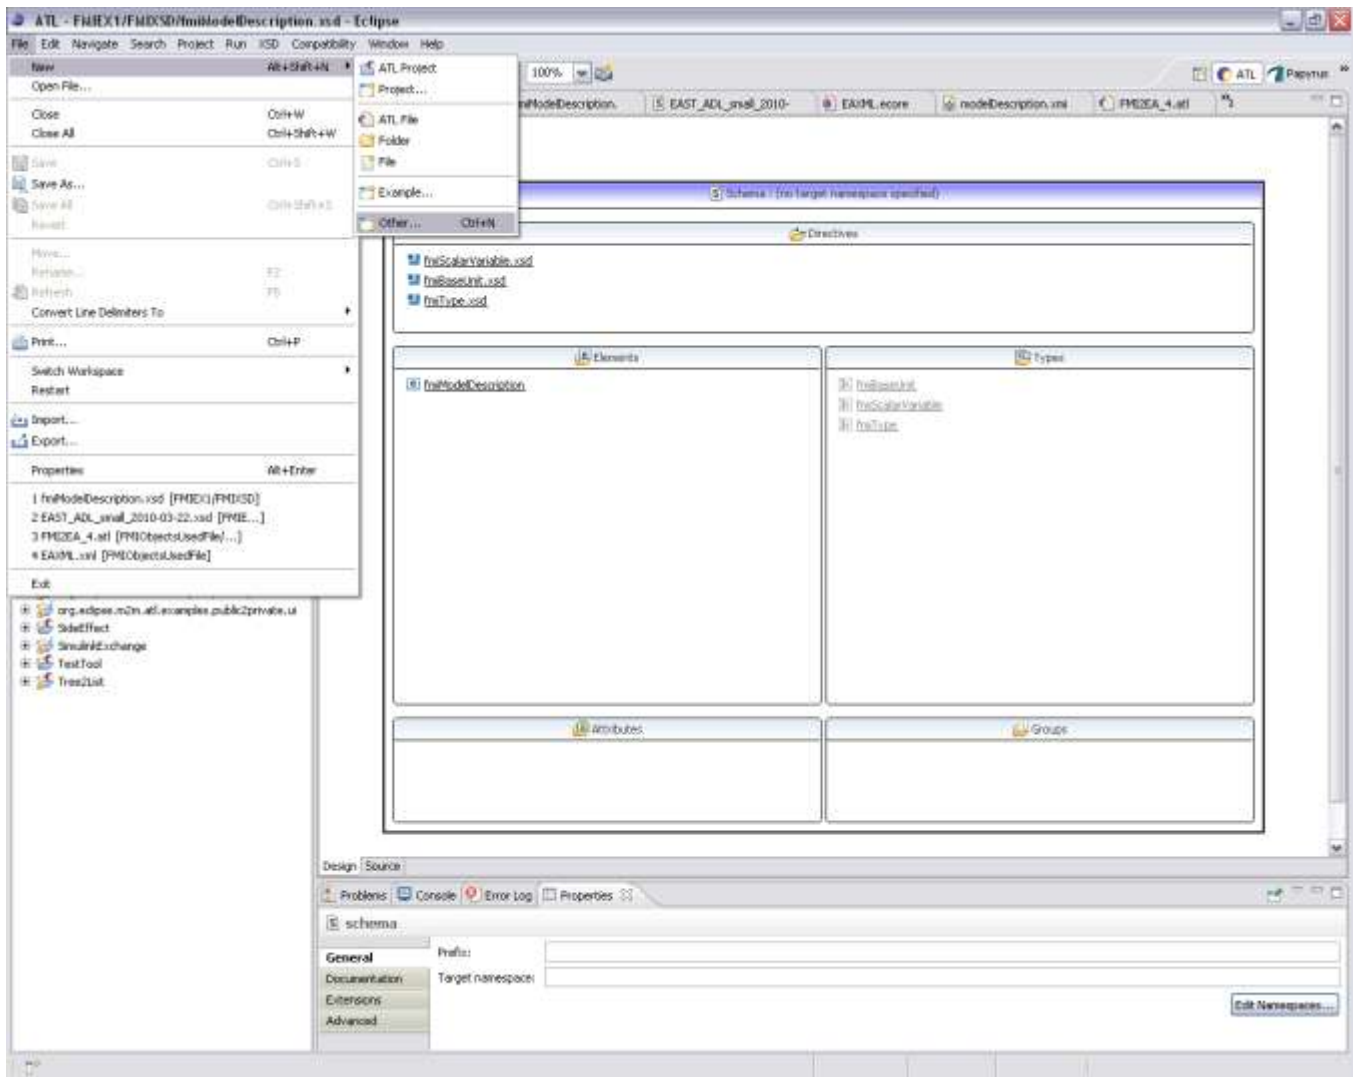 ATL - FMIEX1/FMIXSD/fmiModelDescription.xsd - Eclipse
File Edit Navigate Search Project Run XSD Compatibility Window Help
New Alt+Shift+N
Open File...
Close Ctrl+W
Close All Ctrl+Shift+W
Save Ctrl+S
Save As...
Save All Ctrl+Shift+S
Revert
Move...
Rename... F2
Refresh F5
Convert Line Delimiters To
Print... Ctrl+P
Switch Workspace
Restart
Import...
Export...
Properties Alt+Enter
1 fmiModelDescription.xsd [FMIEX1/FMIXSD]
2 EAST_ADL_small_2010-03-22.xsd [FMIE...]
3 FMI2EA_4.atl [FMIObjectsUsedFile/...]
4 EAXML.xml [FMIObjectsUsedFile]
Exit
ATL Project
Project...
ATL File
Folder
File
Example...
Other... Ctrl+N
100%
ATL Papyrus
fmiModelDescription. EAST_ADL_small_2010- EAXML.ecore modelDescription.xmi FMI2EA_4.atl
Schema : (no target namespace specified)
Directives
fmiScalarVariable.xsd
fmiBaseUnit.xsd
fmiType.xsd
Elements
fmiModelDescription
Types
fmiBaseUnit
fmiScalarVariable
fmiType
Attributes
Groups
org.eclipse.m2m.atl.examples.public2private.ui
SideEffect
SimulinkExchange
TestTool
Tree2List
Design Source
Problems Console Error Log Properties
schema
General
Documentation
Extensions
Advanced
Prefix:
Target namespace:
Edit Namespaces...